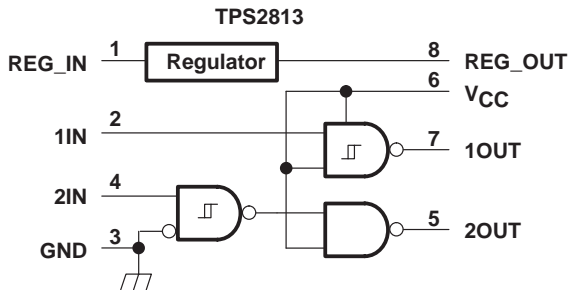 TPS2813
REG_IN 1 Regulator 8 REG_OUT
6 VCC
1IN 2
7 1OUT
2IN 4
5 2OUT
GND 3